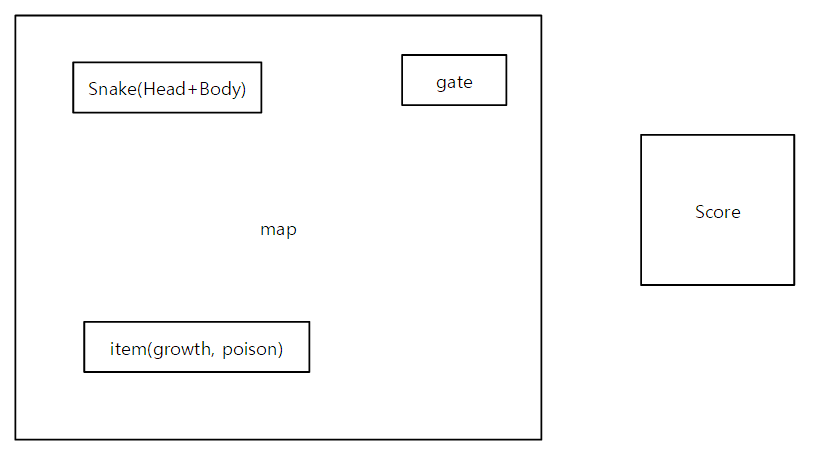 Snake(Head+Body)
gate
Score
map
item(growth, poison)